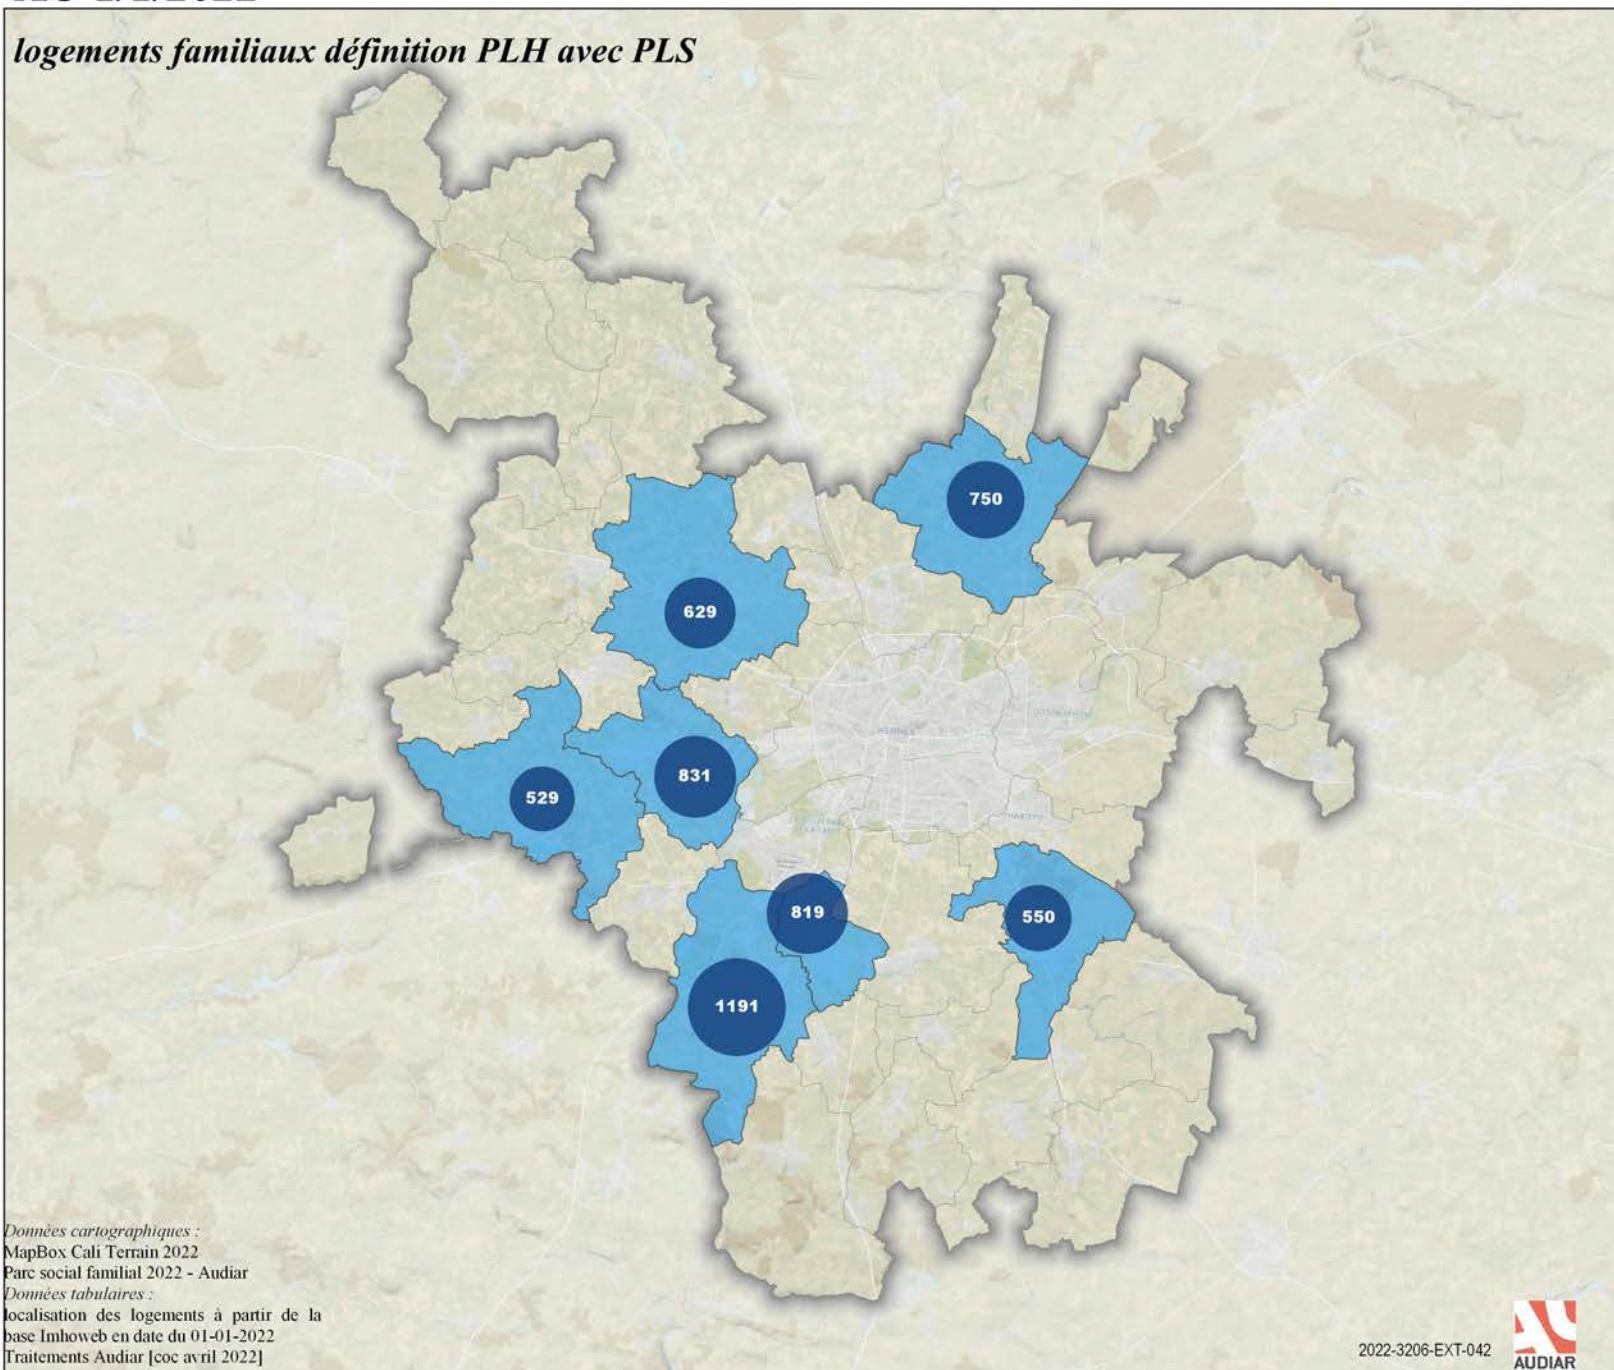 logements familiaux définition PLH avec PLS
750
629
831
529
RENNES
819
550
1191
Données cartographiques :
MapBox Cali Terrain 2022
Parc social familial 2022 - Audiar
Données tabulaires :
localisation des logements à partir de la
base Imhoweb en date du 01-01-2022
Traitements Audiar [coc avril 2022]
2022-3206-EXT-042
AUDIAR